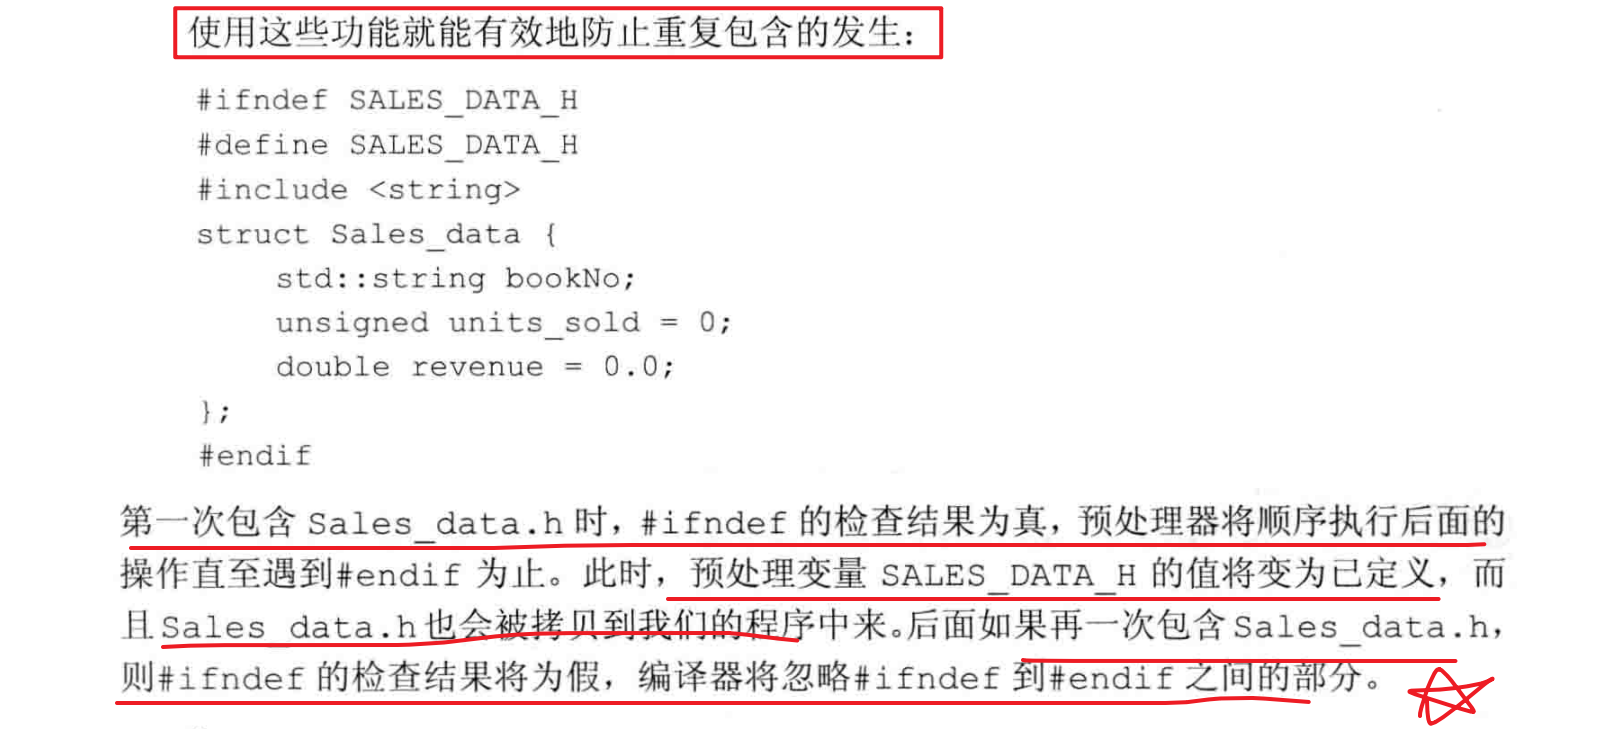 使用这些功能就能有效地防止重复包含的发生：
#ifndef SALES_DATA_H
#define SALES_DATA_H
#include <string>
struct Sales_data {
    std::string bookNo;
    unsigned units_sold = 0;
    double revenue = 0.0;
};
#endif
第一次包含 Sales_data.h 时，#ifndef 的检查结果为真，预处理器将顺序执行后面的
操作直至遇到#endif 为止。此时，预处理变量 SALES_DATA_H 的值将变为已定义，而
且 Sales_data.h 也会被拷贝到我们的程序中来。后面如果再一次包含 Sales_data.h，
则#ifndef 的检查结果将为假，编译器将忽略#ifndef 到#endif 之间的部分。